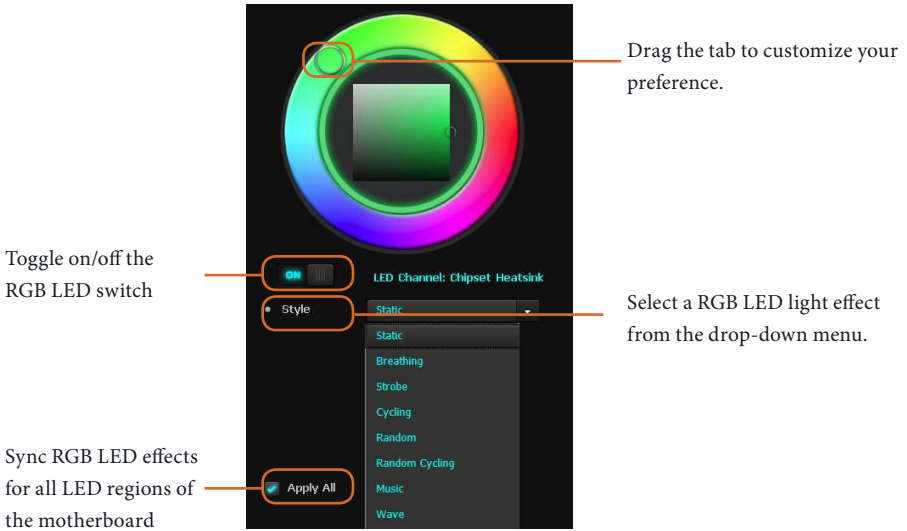 Drag the tab to customize your
preference.
Toggle on/off the
RGB LED switch
ON
LED Channel: Chipset Heatsink
Style
Static
Select a RGB LED light effect
from the drop-down menu.
Static
Breathing
Strobe
Cycling
Random
Random Cycling
Music
Wave
Sync RGB LED effects
for all LED regions of
the motherboard
Apply All